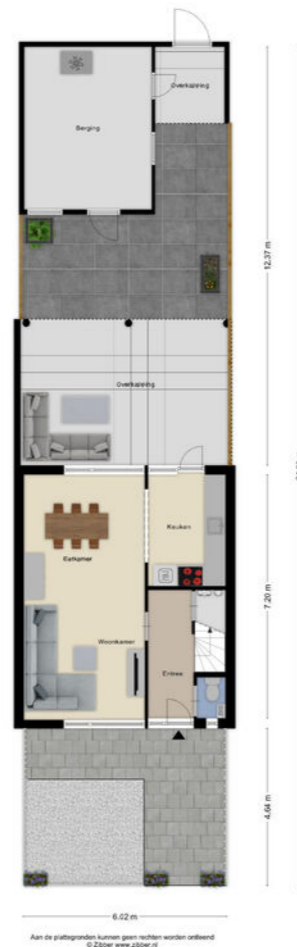 Overkapping
Berging
12.37 m
Overkapping
Keuken
Eetkamer
7.20 m
Woonkamer
Entree
4.64 m
6.02 m
Aan de plattegronden kunnen geen rechten worden ontleend
© Zibber www.zibber.nl